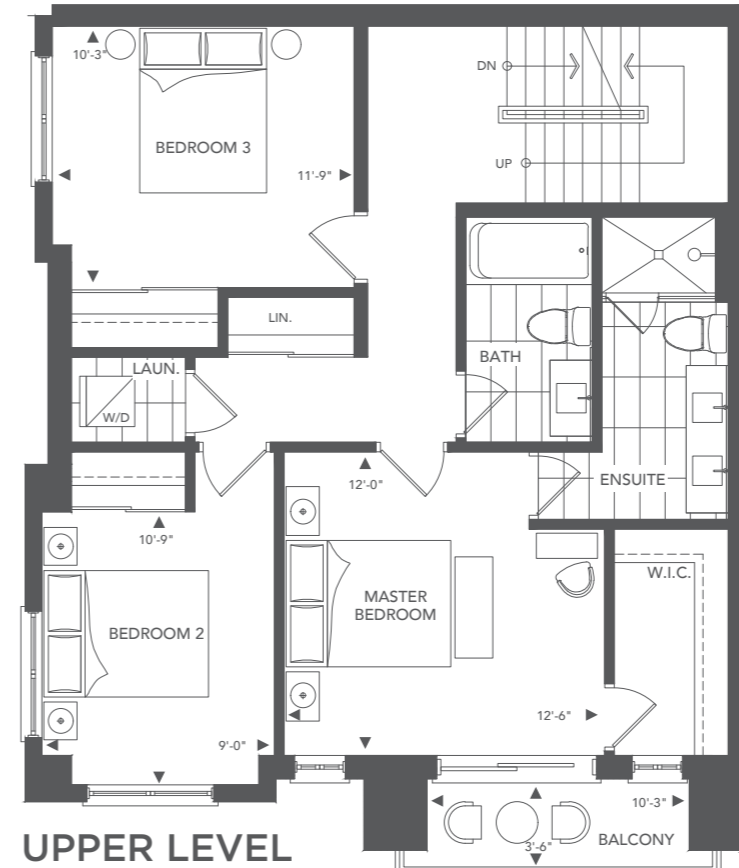 10'-3"
DN
BEDROOM 3
UP
11'-9"
LIN.
BATH
LAUN.
W/D
ENSUITE
12'-0"
10'-9"
W.I.C.
MASTER
BEDROOM
BEDROOM 2
12'-6"
9'-0"
10'-3"
BALCONY
3'-6"
UPPER LEVEL